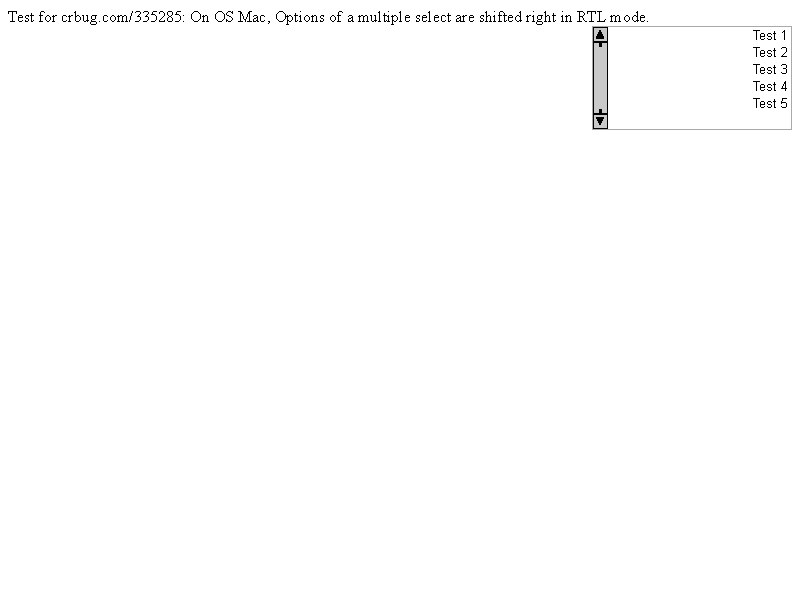 Test for crbug.com/335285: On OS Mac, Options of a multiple select are shifted right in RTL mode.
Test 1
Test 2
Test 3
Test 4
Test 5